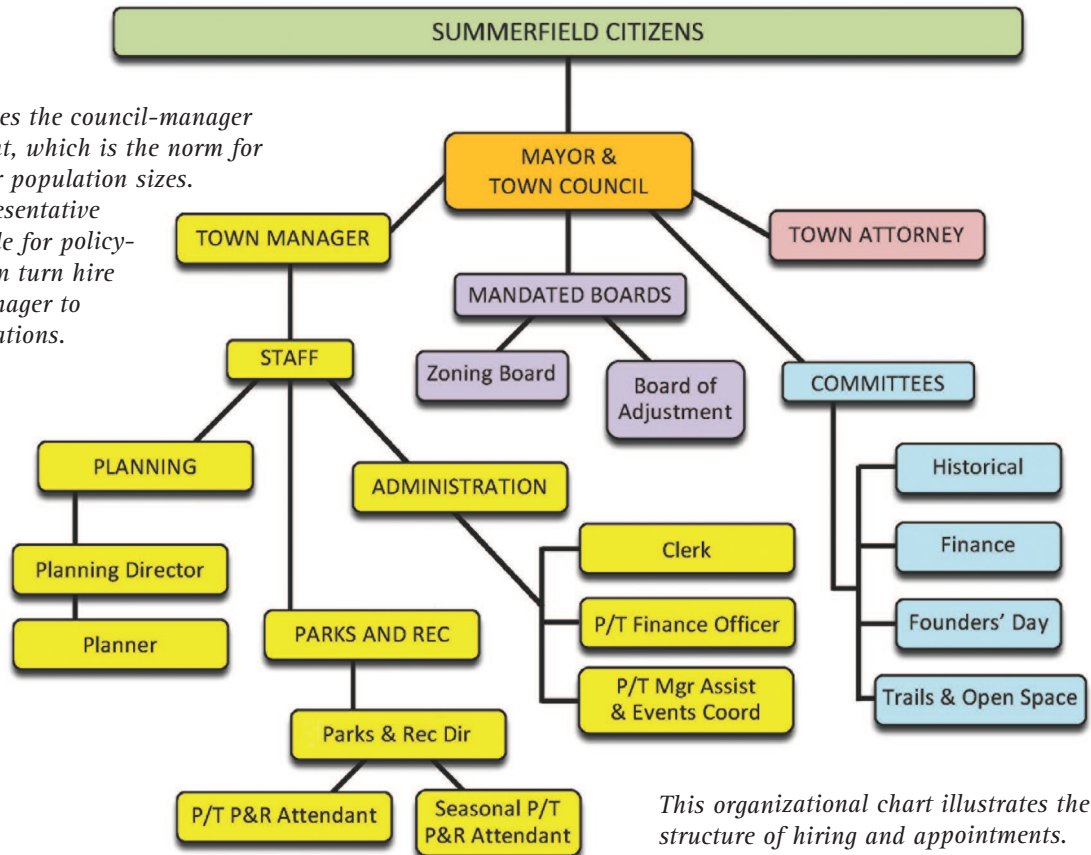 SUMMERFIELD CITIZENS
es the council-manager
t, which is the norm for
r population sizes.
esentative
le for policy-
n turn hire
nager to
ations.
MAYOR &
TOWN COUNCIL
TOWN MANAGER
TOWN ATTORNEY
MANDATED BOARDS
Zoning Board
Board of
Adjustment
STAFF
COMMITTEES
PLANNING
ADMINISTRATION
Historical
Finance
Founders' Day
Trails & Open Space
Planning Director
Planner
Clerk
P/T Finance Officer
P/T Mgr Assist
& Events Coord
PARKS AND REC
Parks & Rec Dir
P/T P&R Attendant
Seasonal P/T
P&R Attendant
This organizational chart illustrates the
structure of hiring and appointments.